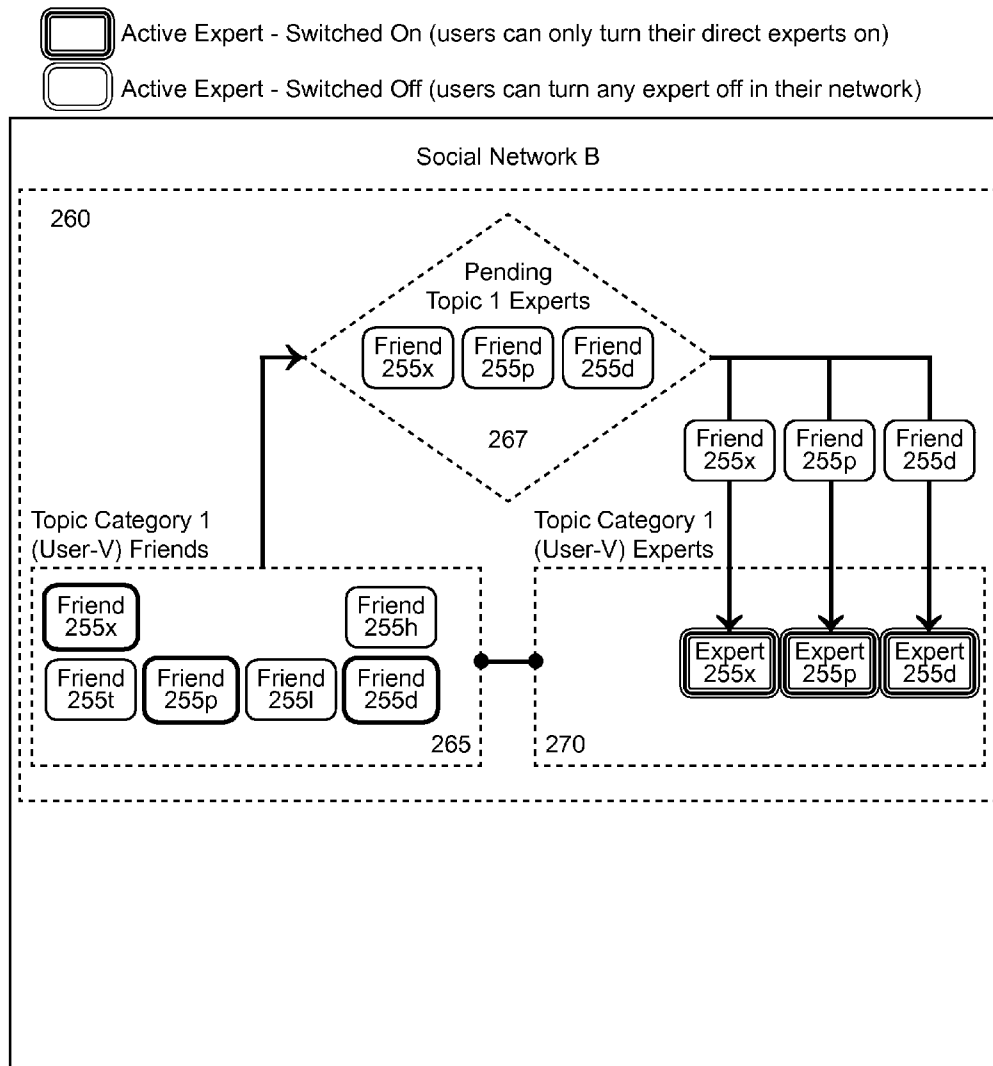 Active Expert - Switched On (users can only turn their direct experts on)
Active Expert - Switched Off (users can turn any expert off in their network)
Social Network B
260
Pending
Topic 1 Experts
Friend
255x
Friend
255p
Friend
255d
267
Friend
255x
Friend
255p
Friend
255d
Topic Category 1
(User-V) Friends
Friend
255x
Friend
255h
Friend
255t
Friend
255p
Friend
255l
Friend
255d
265
Topic Category 1
(User-V) Experts
Expert
255x
Expert
255p
Expert
255d
270